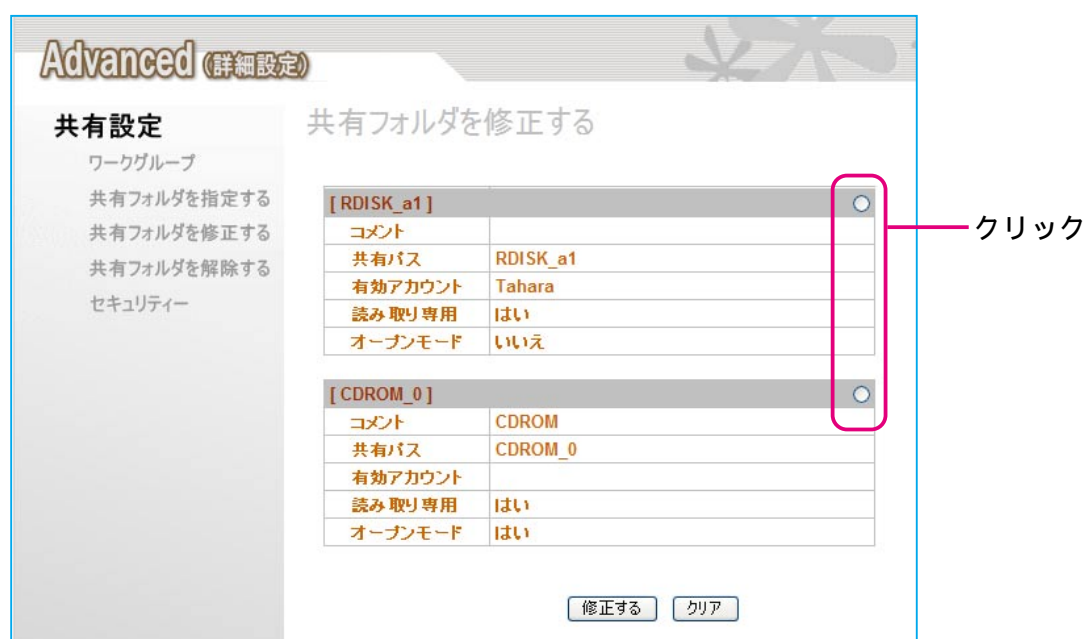 Advanced (詳細設定)
共有設定
ワークグループ
共有フォルダを指定する
共有フォルダを修正する
共有フォルダを解除する
セキュリティー
共有フォルダを修正する
[ RDISK_a1 ]
コメント
共有パス RDISK_a1
有効アカウント Tahara
読み取り専用 はい
オープンモード いいえ
[ CDROM_0 ]
コメント CDROM
共有パス CDROM_0
有効アカウント
読み取り専用 はい
オープンモード はい
修正する クリア
クリック